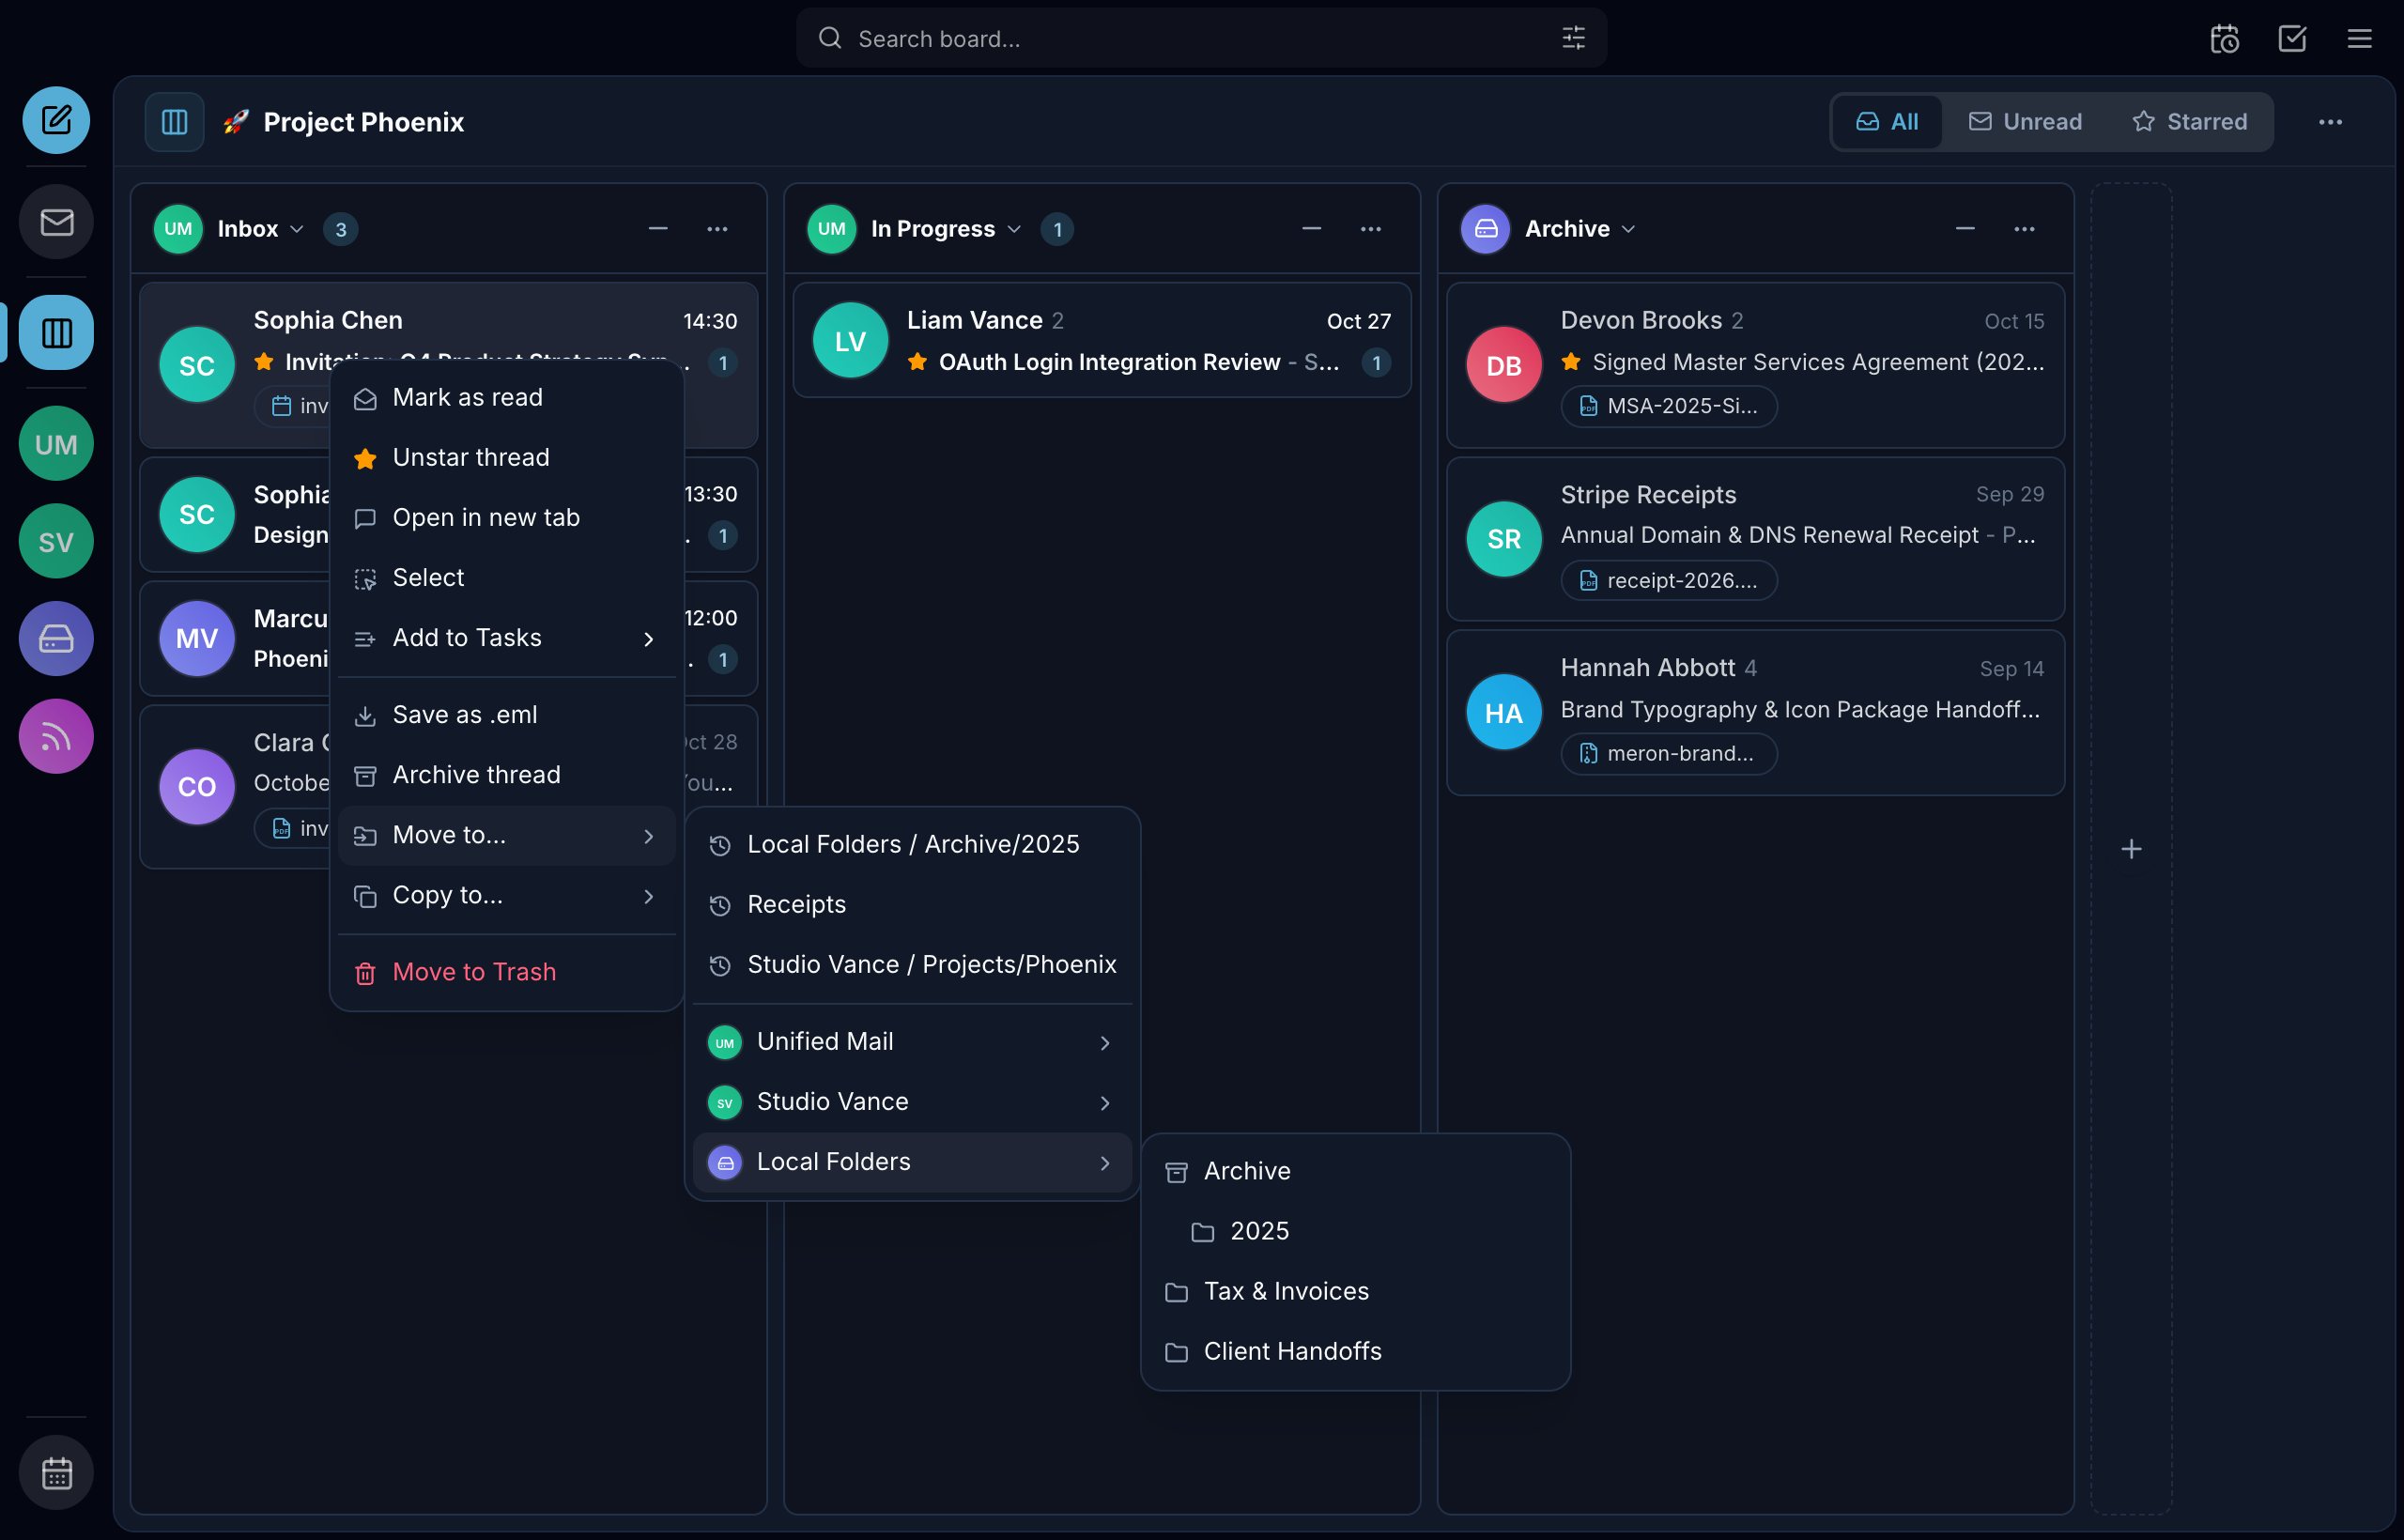 Search board...
🚀 Project Phoenix
All
Unread
Starred
UM
SV
UM
Inbox
3
SC
Sophia Chen
14:30
1
SC
13:30
Design
1
MV
12:00
1
CO
Clara
Oct 28
You...
inv
inv
Mark as read
Unstar thread
Open in new tab
Select
Add to Tasks
Save as .eml
Archive thread
Move to...
Copy to...
Move to Trash
Local Folders / Archive/2025
Receipts
Studio Vance / Projects/Phoenix
UM
Unified Mail
SV
Studio Vance
Local Folders
Archive
2025
Tax & Invoices
Client Handoffs
UM
In Progress
1
LV
Liam Vance 2
Oct 27
OAuth Login Integration Review - S...
1
Archive
DB
Devon Brooks 2
Oct 15
Signed Master Services Agreement (202...
MSA-2025-Si...
SR
Stripe Receipts
Sep 29
Annual Domain & DNS Renewal Receipt - P...
receipt-2026....
HA
Hannah Abbott 4
Sep 14
Brand Typography & Icon Package Handoff...
meron-brand...